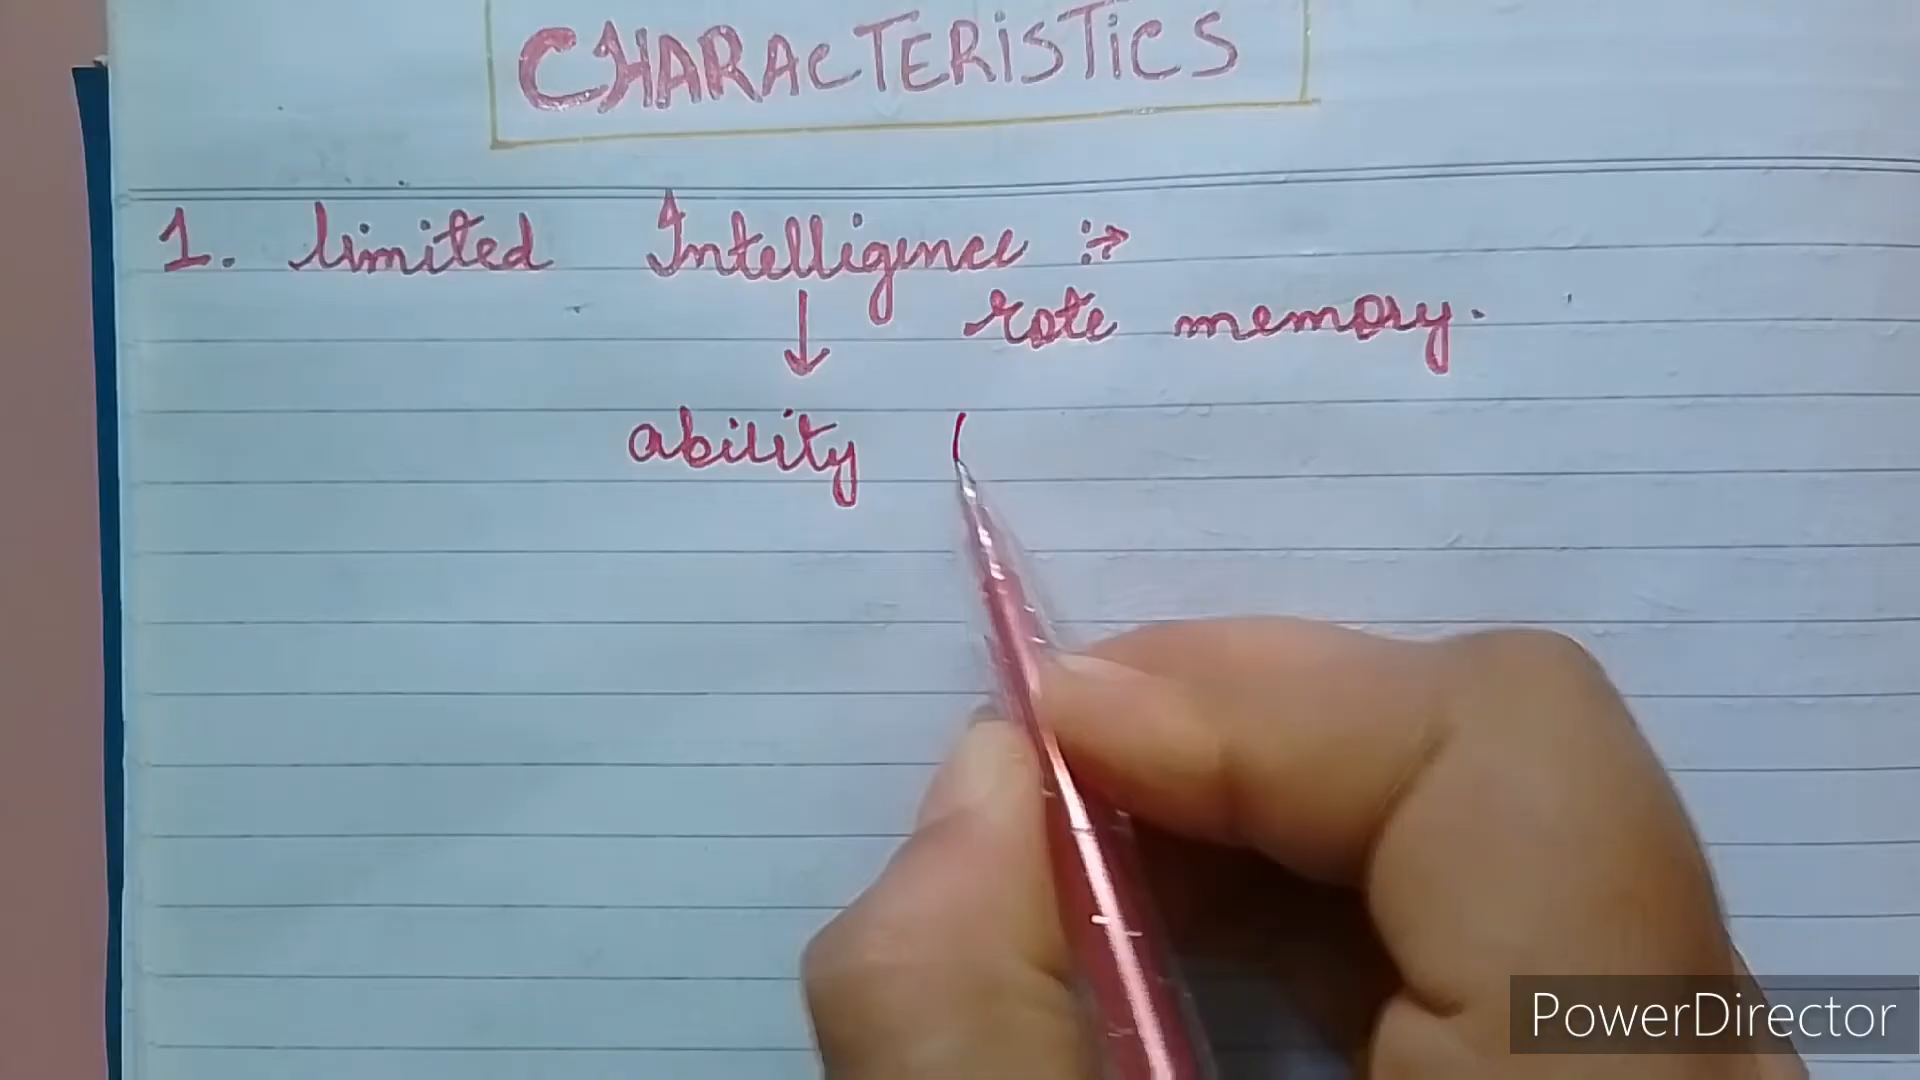 CHARACTERISTICS
1. Limited Intelligence :→
rote memory.
↓
ability (
PowerDirector